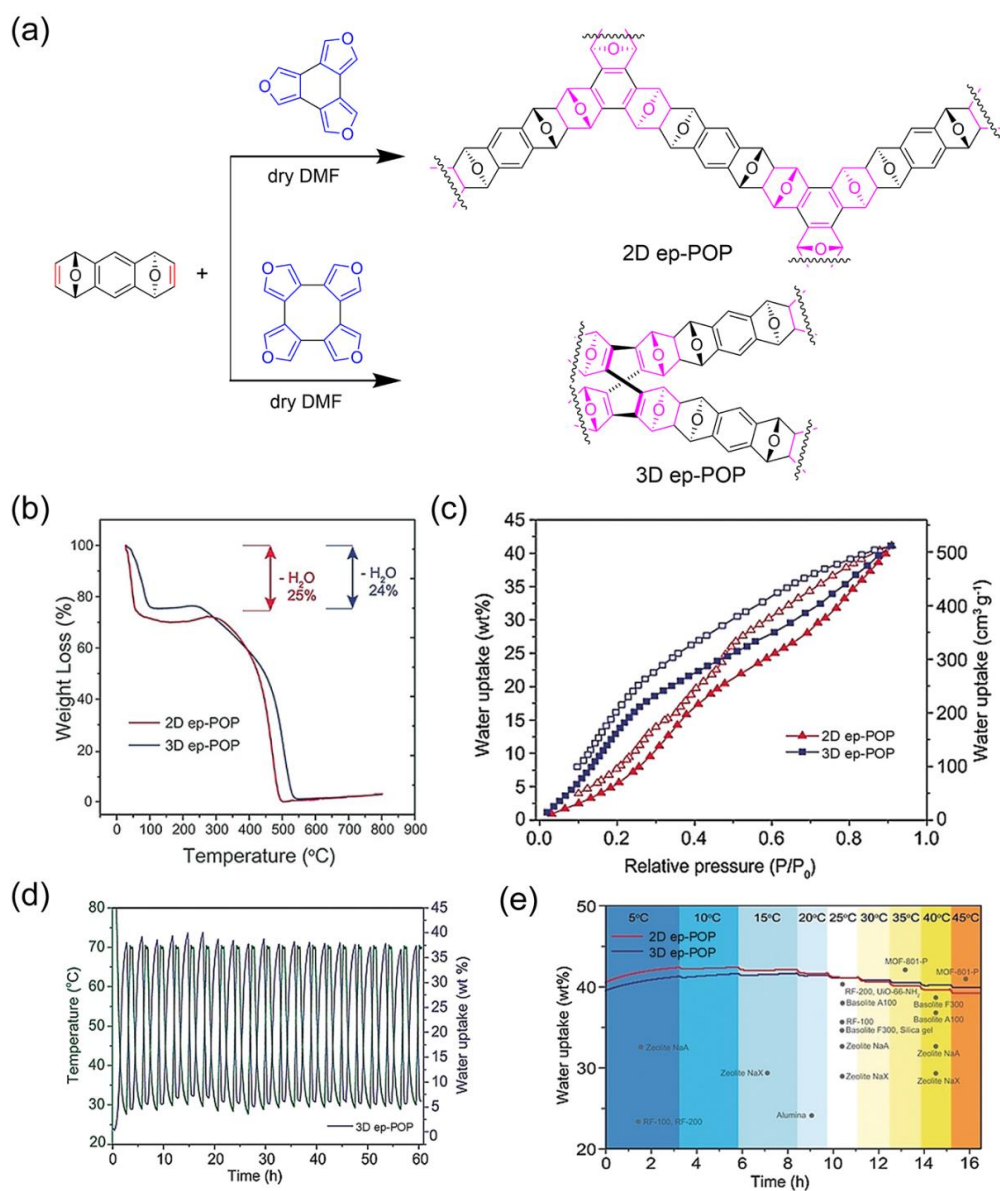 (a)
O
O
O
dry DMF
O
O
+
O
O
O
O
dry DMF
O
O
O
O
O
O
O
O
O
O
O
2D ep-POP
O
O
O
O
O
O
O
O
3D ep-POP
(b)
Weight Loss (%)
100
80
60
40
20
0
- H₂O
25%
- H₂O
24%
2D ep-POP
3D ep-POP
0 100 200 300 400 500 600 700 800 900
Temperature (°C)
(c)
Water uptake (wt%)
45
40
35
30
25
20
15
10
5
0
2D ep-POP
3D ep-POP
500
400
300
200
100
0
Water uptake (cm³ g⁻¹)
0.0 0.2 0.4 0.6 0.8 1.0
Relative pressure (P/P₀)
(d)
Temperature (°C)
80
70
60
50
40
30
20
45
40
35
30
25
20
15
10
5
0
Water uptake (wt %)
3D ep-POP
0 10 20 30 40 50 60
Time (h)
(e)
Water uptake (wt%)
50
40
30
20
5°C 10°C 15°C 20°C 25°C 30°C 35°C 40°C 45°C
2D ep-POP
3D ep-POP
MOF-801-P
MOF-801-P
RF-200, UiO-66-NH₂
Basolite A100
Basolite F300
Basolite A100
RF-100
Basolite F300, Silica gel
Zeolite NaA
Zeolite NaA
Zeolite NaA
Zeolite NaX
Zeolite NaX
Zeolite NaX
Alumina
RF-100, RF-200
0 2 4 6 8 10 12 14 16
Time (h)